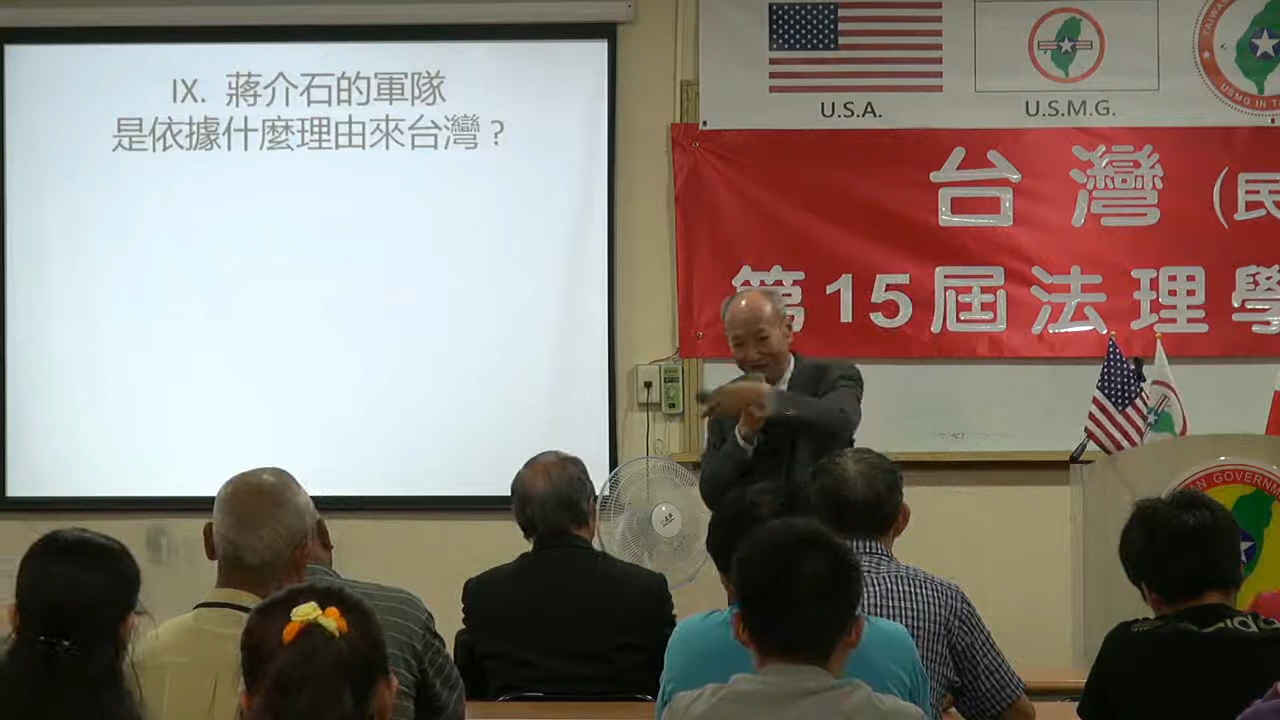 IX. 蔣介石的軍隊
是依據什麼理由來台灣？
U.S.A.
U.S.M.G.
台灣（民
第15屆法理學